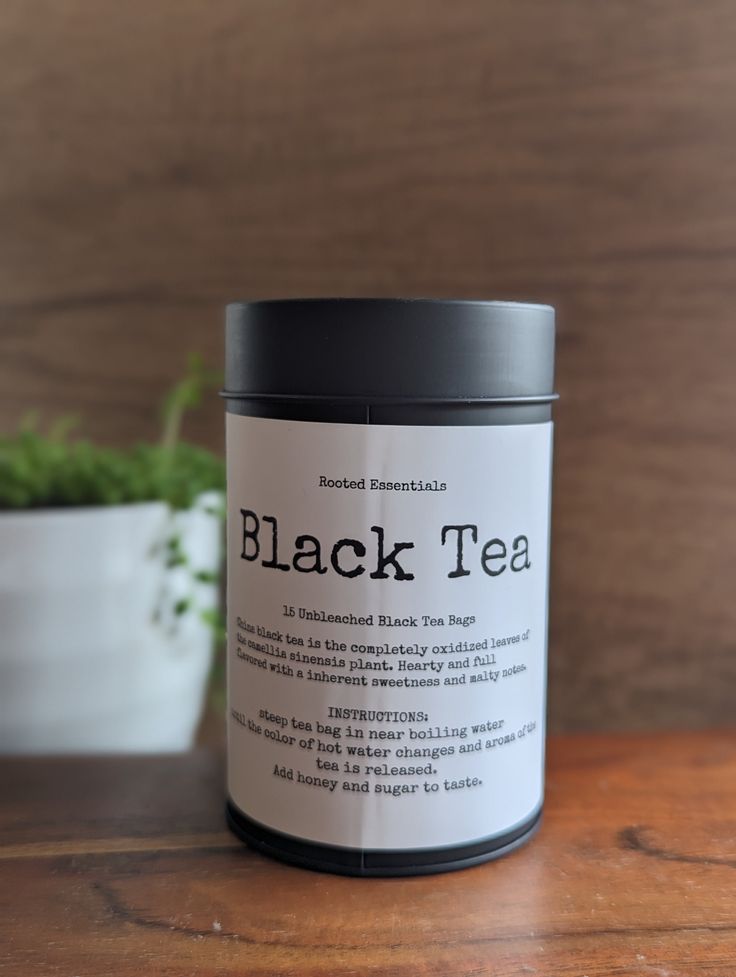 Rooted Essentials
Black Tea
15 Unbleached Black Tea Bags
black tea is the completely oxidized leaves of
the camellia sinensis plant. Hearty and full
flavored with a inherent sweetness and malty notes.
INSTRUCTIONS:
steep tea bag in near boiling water
until the color of hot water changes and aroma of the
tea is released.
Add honey and sugar to taste.